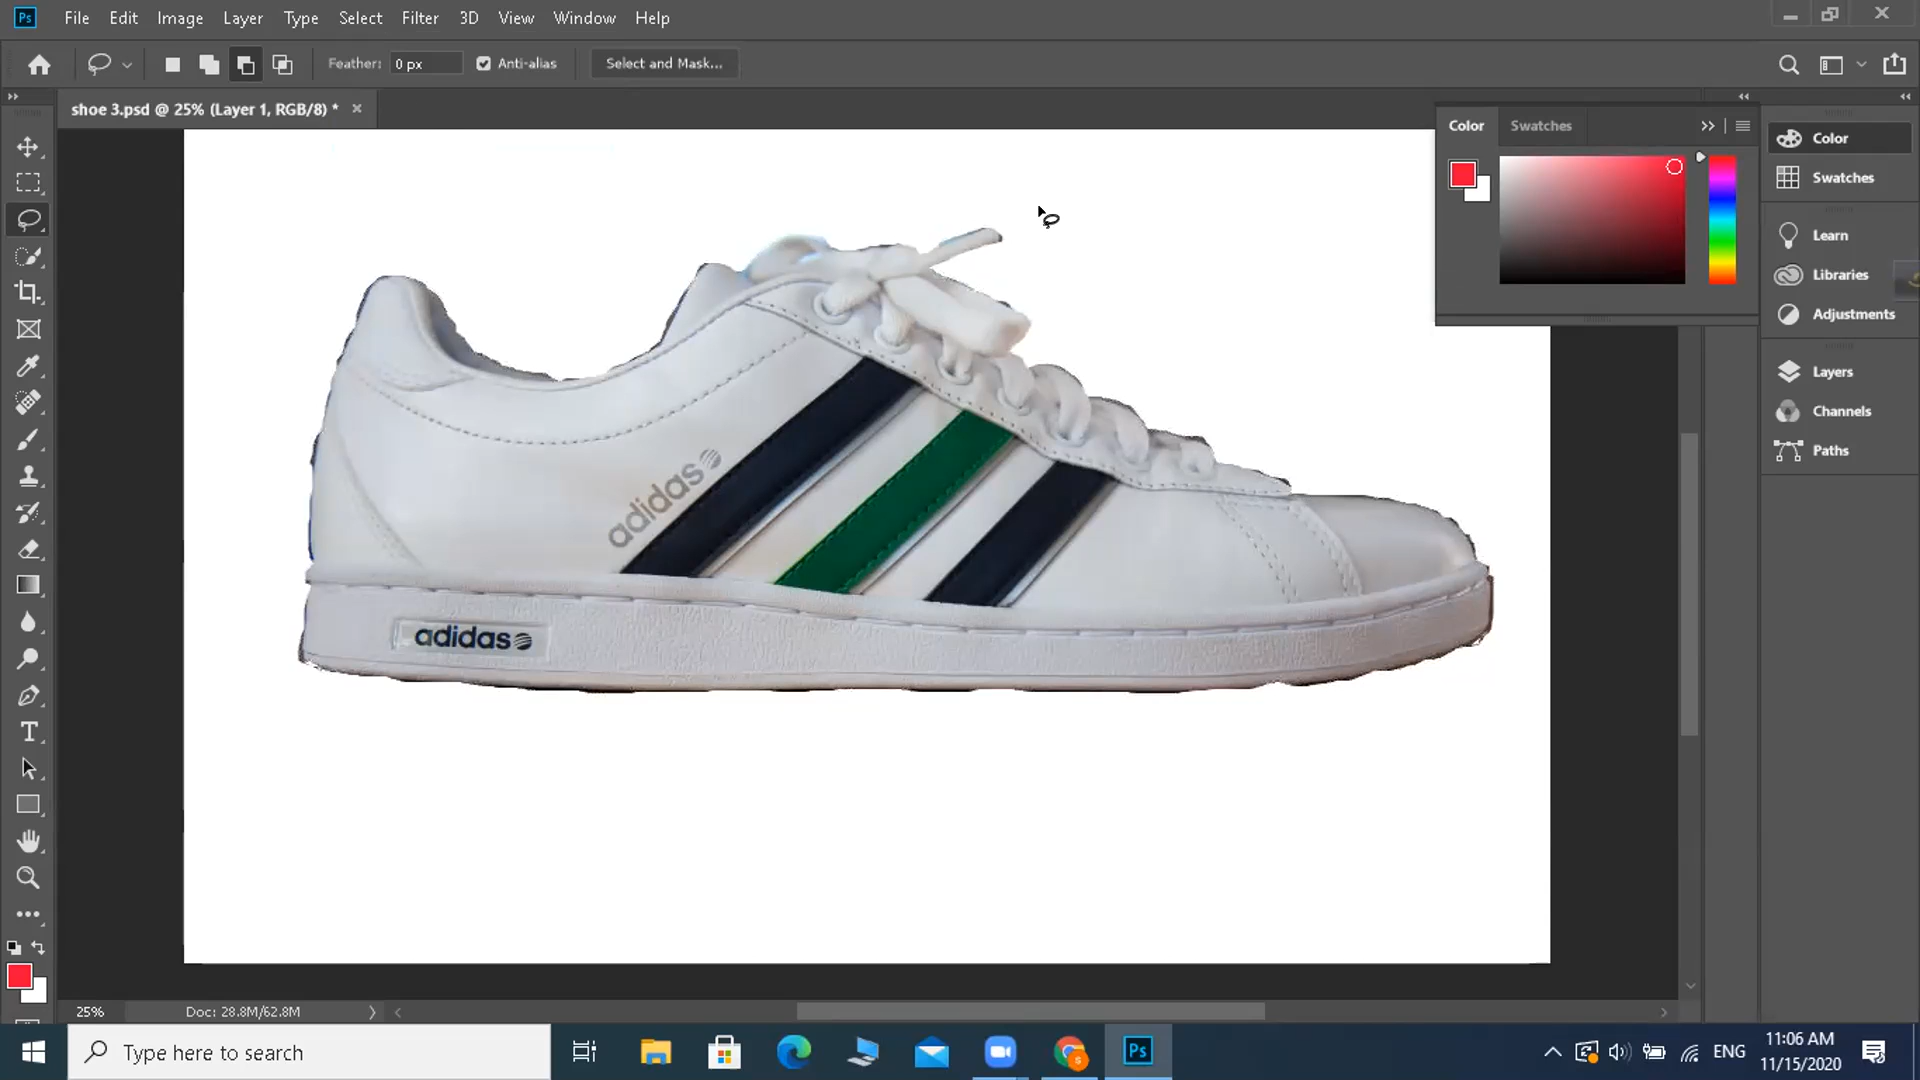 Ps File Edit Image Layer Type Select Filter 3D View Window Help
Feather: 0 px Anti-alias Select and Mask...
shoe 3.psd @ 25% (Layer 1, RGB/8) *
Color Swatches
Color
Swatches
Learn
Libraries
Adjustments
Layers
Channels
Paths
adidas
adidas
25% Doc: 28.8M/62.8M
Type here to search
Ps
ENG
11:06 AM
11/15/2020